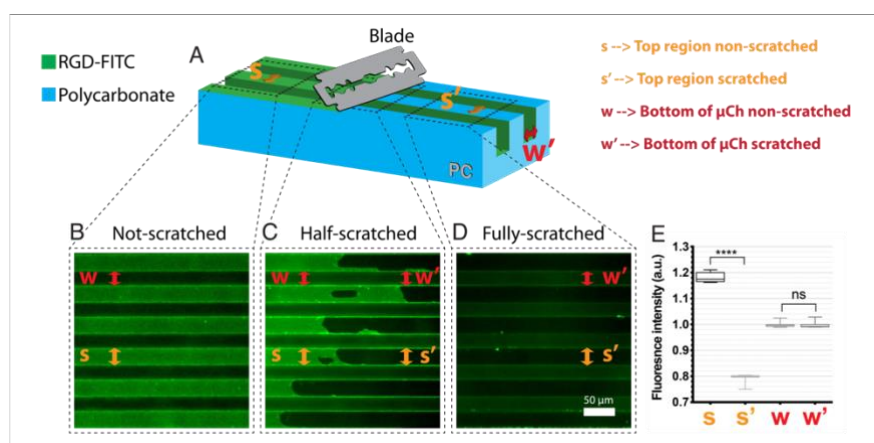 A
Blade
RGD-FITC
Polycarbonate
s
s’
PC
w’
s --> Top region non-scratched
s’ --> Top region scratched
w --> Bottom of µCh non-scratched
w’ --> Bottom of µCh scratched
B Not-scratched
C Half-scratched
D Fully-scratched
w
w w’
w’
s
s s’
s’
50 µm
E
Fluoresnce intensity (a.u.)
1.3
1.2
1.1
1.0
0.9
0.8
0.7
****
ns
s s’ w w’